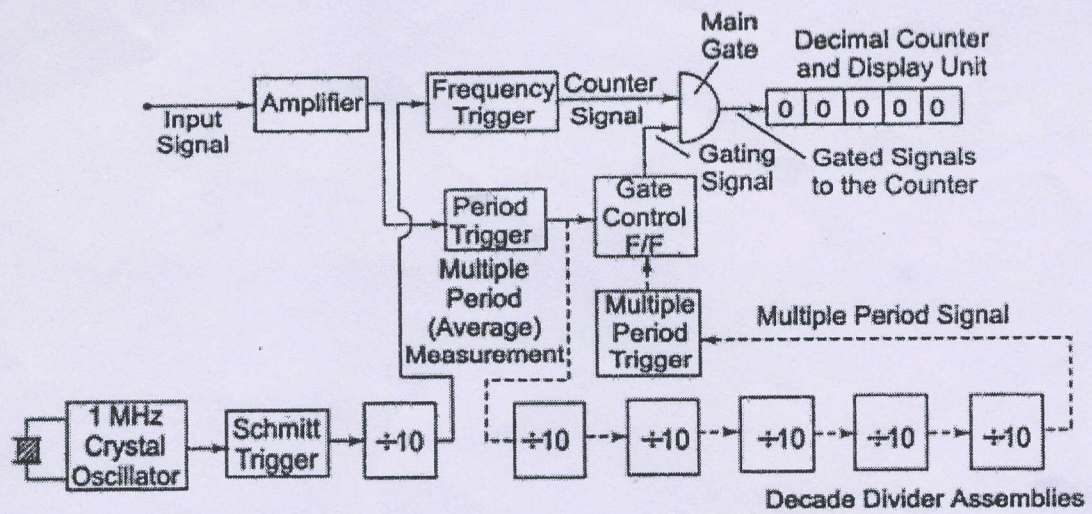 Main
Gate
Decimal Counter
and Display Unit
Input
Signal
Amplifier
Frequency
Trigger
Counter
Signal
0 0 0 0 0
Gating
Signal
Gated Signals
to the Counter
Period
Trigger
Gate
Control
F/F
Multiple
Period
(Average)
Measurement
Multiple
Period
Trigger
Multiple Period Signal
1 MHz
Crystal
Oscillator
Schmitt
Trigger
÷10
÷10
÷10
÷10
÷10
÷10
Decade Divider Assemblies